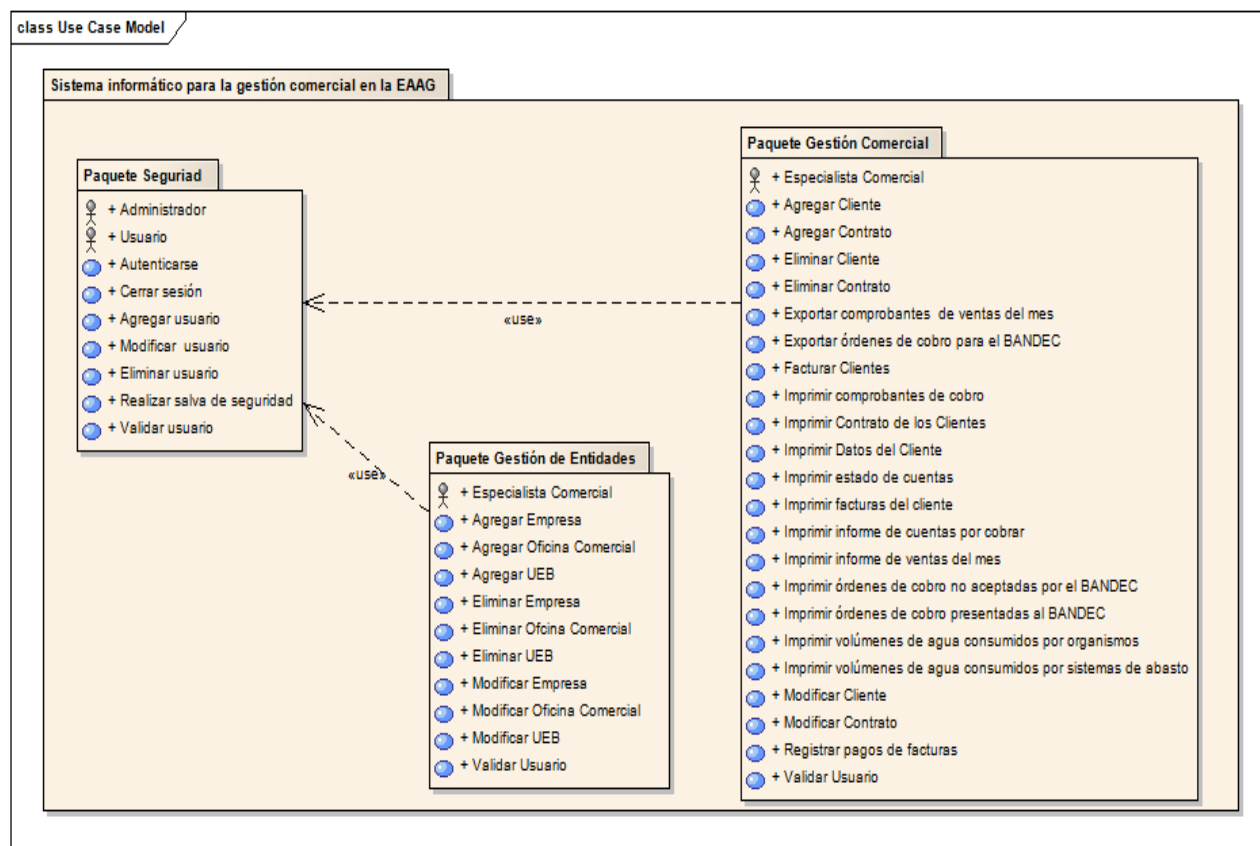 class Use Case Model
Sistema informático para la gestión comercial en la EAAG
Paquete Seguriad
+ Administrador
+ Usuario
+ Autenticarse
+ Cerrar sesión
+ Agregar usuario
+ Modificar usuario
+ Eliminar usuario
+ Realizar salva de seguridad
+ Validar usuario
«use»
«use»
Paquete Gestión de Entidades
+ Especialista Comercial
+ Agregar Empresa
+ Agregar Oficina Comercial
+ Agregar UEB
+ Eliminar Empresa
+ Eliminar Ofcina Comercial
+ Eliminar UEB
+ Modificar Empresa
+ Modificar Oficina Comercial
+ Modificar UEB
+ Validar Usuario
Paquete Gestión Comercial
+ Especialista Comercial
+ Agregar Cliente
+ Agregar Contrato
+ Eliminar Cliente
+ Eliminar Contrato
+ Exportar comprobantes de ventas del mes
+ Exportar órdenes de cobro para el BANDEC
+ Facturar Clientes
+ Imprimir comprobantes de cobro
+ Imprimir Contrato de los Clientes
+ Imprimir Datos del Cliente
+ Imprimir estado de cuentas
+ Imprimir facturas del cliente
+ Imprimir informe de cuentas por cobrar
+ Imprimir informe de ventas del mes
+ Imprimir órdenes de cobro no aceptadas por el BANDEC
+ Imprimir órdenes de cobro presentadas al BANDEC
+ Imprimir volúmenes de agua consumidos por organismos
+ Imprimir volúmenes de agua consumidos por sistemas de abasto
+ Modificar Cliente
+ Modificar Contrato
+ Registrar pagos de facturas
+ Validar Usuario